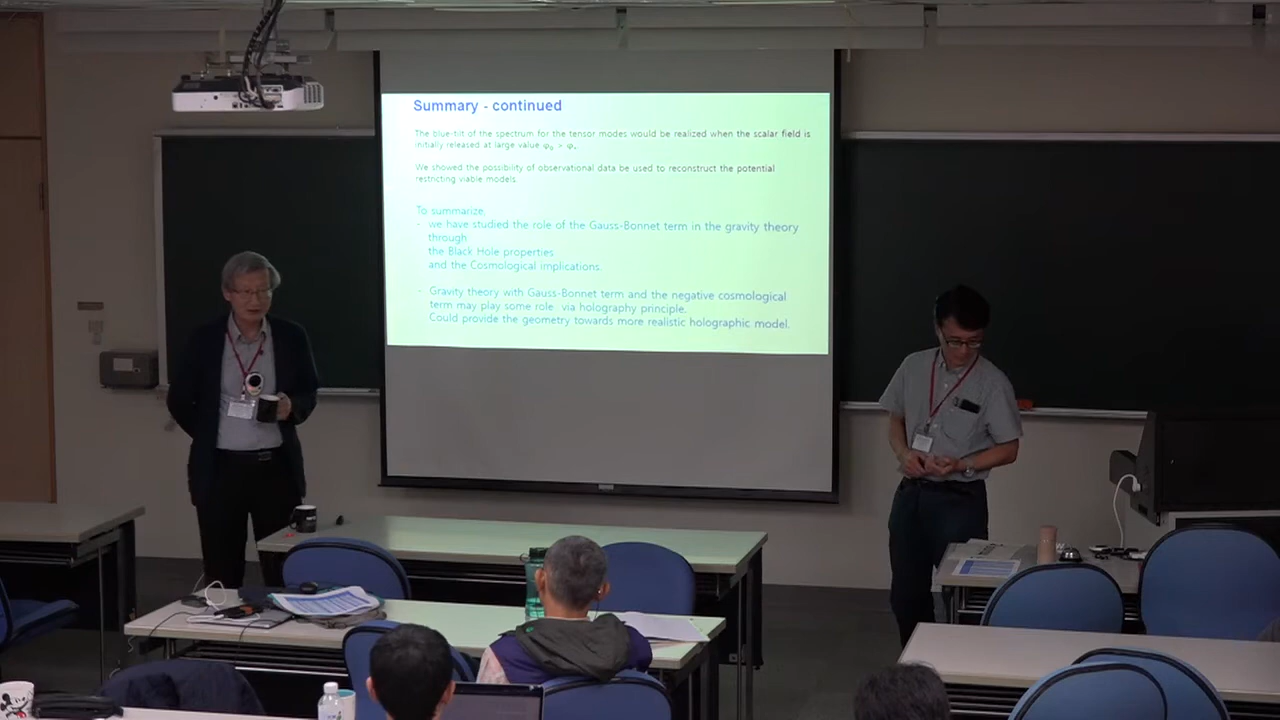 Summary - continued
The blue-tilt of the spectrum for the tensor modes would be realized when the scalar field is
initially released at large value φ₀ > φ⁎
We showed the possibility of observational data be used to reconstruct the potential
restricting viable models.
To summarize,
- we have studied the role of the Gauss-Bonnet term in the gravity theory
through
the Black Hole properties
and the Cosmological implications.
- Gravity theory with Gauss-Bonnet term and the negative cosmological
term may play some role via holography principle.
Could provide the geometry towards more realistic holographic model.